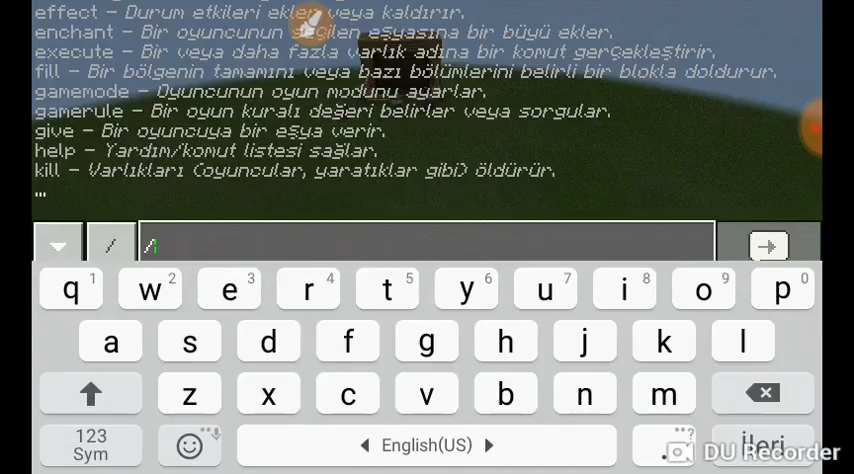 effect – Durum etkileri ekler veya kaldırır.
enchant – Bir oyuncunun seçilen eşyasına bir büyü ekler.
execute – Bir veya daha fazla varlık adına bir komut gerçekleştirir.
fill – Bir bölgenin tamamını veya bazı bölümlerini belirli bir blokla doldurur.
gamemode – Oyuncunun oyun modunu ayarlar.
gamerule – Bir oyun kuralı değeri belirler veya sorgular.
give – Bir oyuncuya bir eşya verir.
help – Yardım/komut listesi sağlar.
kill – Varlıkları (oyuncular, yaratıklar gibi) öldürür.
...
/ /
q 1 w 2 e 3 r 4 t 5 y 6 u 7 i 8 o 9 p 0
a s d f g h j k l
z x c v b n m
123 Sym English(US) . ? İleri
DU Recorder